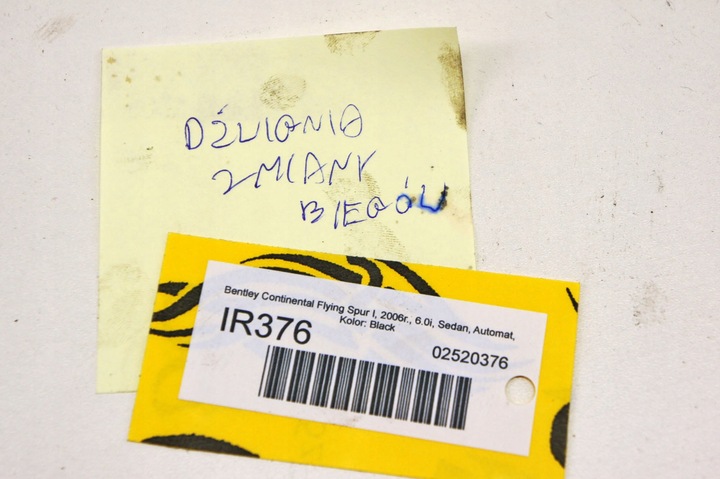 DŹWIGNIA
ZMIANY
BIEGÓW
Bentley Continental Flying Spur I, 2006r., 6.0i, Sedan, Automat,
Kolor: Black
IR376
02520376